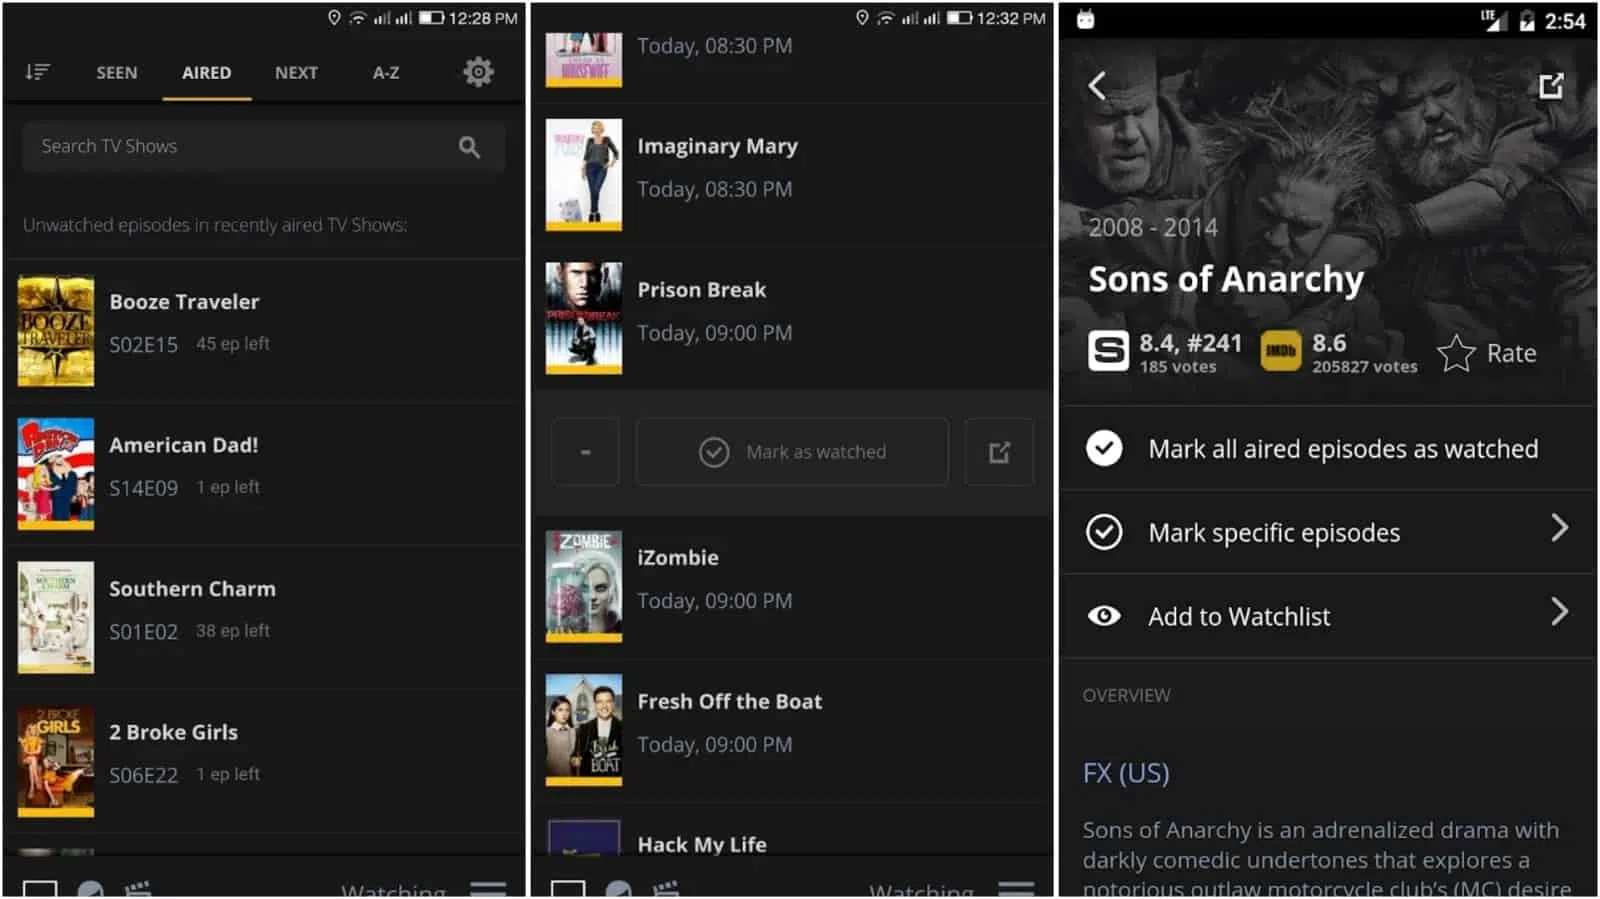 12:28 PM
SEEN
AIRED
NEXT
A-Z
Search TV Shows
Unwatched episodes in recently aired TV Shows:
BOOZE
TRAVELER
Booze Traveler
S02E15 45 ep left
American Dad!
S14E09 1 ep left
Southern Charm
S01E02 38 ep left
2 BROKE
GIRLS
2 Broke Girls
S06E22 1 ep left
Watching
12:32 PM
HOUSEWIFE
Today, 08:30 PM
Imaginary Mary
Today, 08:30 PM
PRISON BREAK
Prison Break
Today, 09:00 PM
-
Mark as watched
iZOMBIE
iZombie
Today, 09:00 PM
BOAT
Fresh Off the Boat
Today, 09:00 PM
Hack My Life
Watching
LTE 2:54
2008 - 2014
Sons of Anarchy
S 8.4, #241
185 votes
IMDb 8.6
205827 votes
Rate
Mark all aired episodes as watched
Mark specific episodes
Add to Watchlist
OVERVIEW
FX (US)
Sons of Anarchy is an adrenalized drama with
darkly comedic undertones that explores a
notorious outlaw motorcycle club's (MC) desire